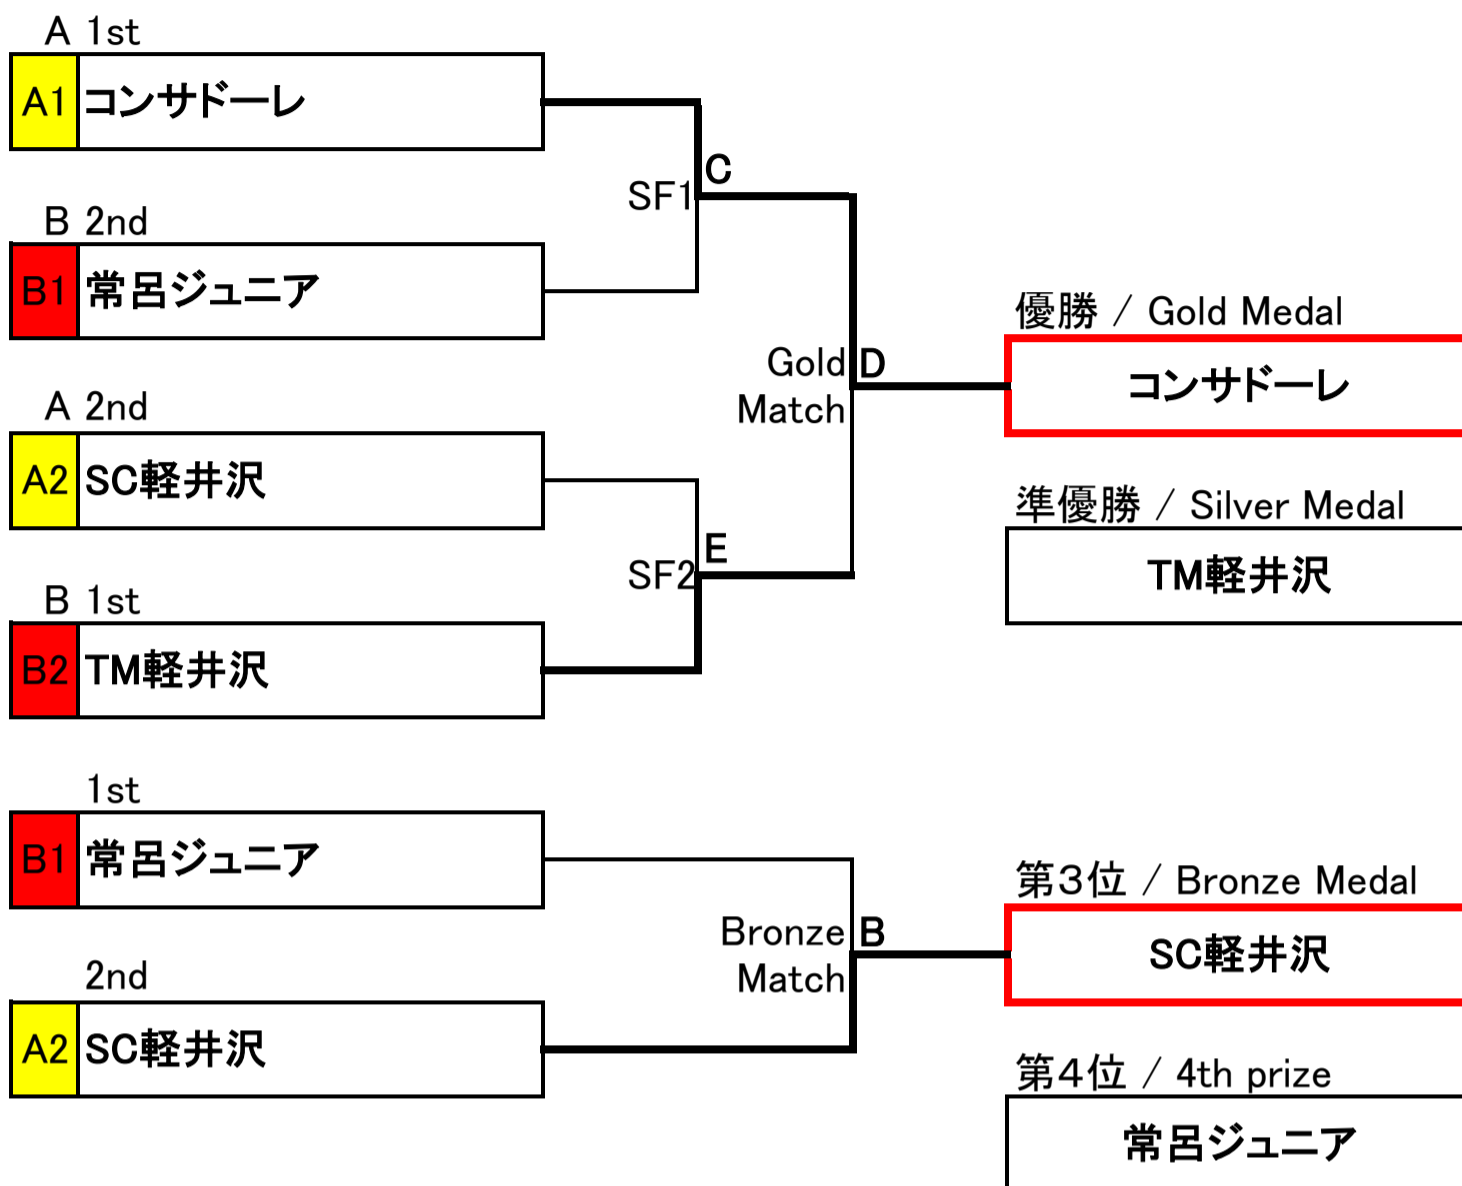 A 1st
A1 コンサドーレ
C
SF1
B 2nd
B1 常呂ジュニア
優勝 / Gold Medal
Gold Match
D
コンサドーレ
A 2nd
A2 SC軽井沢
準優勝 / Silver Medal
E
SF2
TM軽井沢
B 1st
B2 TM軽井沢
1st
B1 常呂ジュニア
第3位 / Bronze Medal
Bronze Match
B
SC軽井沢
2nd
A2 SC軽井沢
第4位 / 4th prize
常呂ジュニア